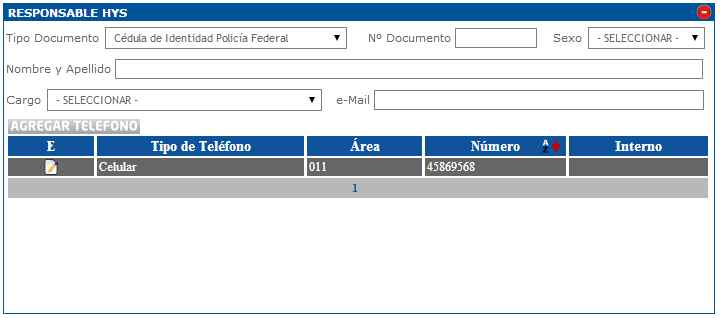 RESPONSABLE HYS
Tipo Documento Cédula de Identidad Policía Federal Nº Documento Sexo - SELECCIONAR -
Nombre y Apellido
Cargo - SELECCIONAR - e-Mail
AGREGAR TELEFONO
E Tipo de Teléfono Área Número AZ Interno
Celular 011 45869568
1